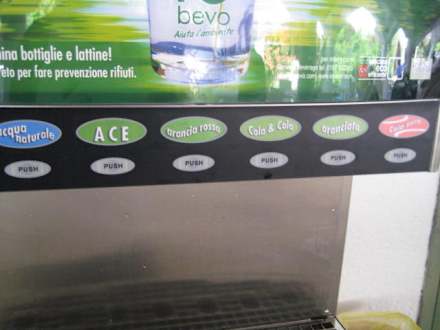 bevo
Aiuta l'ambiente
ina bottiglie e lattine!
eto per fare prevenzione rifiuti.
acqua
naturale
ACE
arancia rossa
Cola & Cola
aranciata
PUSH
PUSH
PUSH
PUSH
PUSH
PUSH